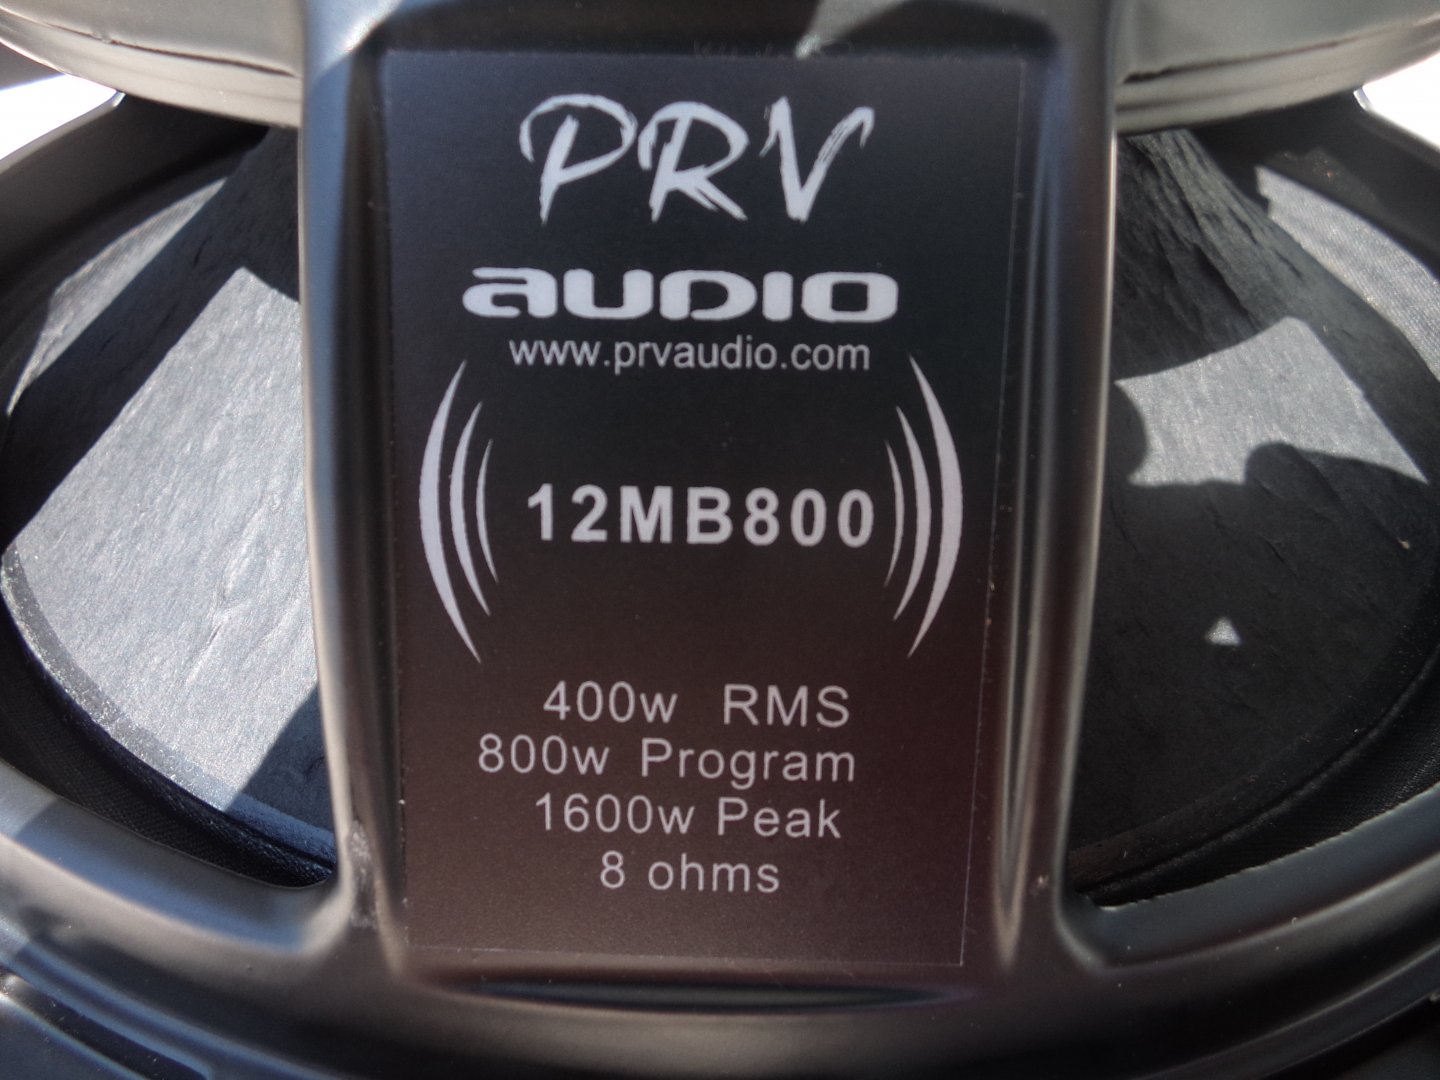 PRV
AUDIO
www.prvaudio.com
12MB800
400w RMS
800w Program
1600w Peak
8 ohms